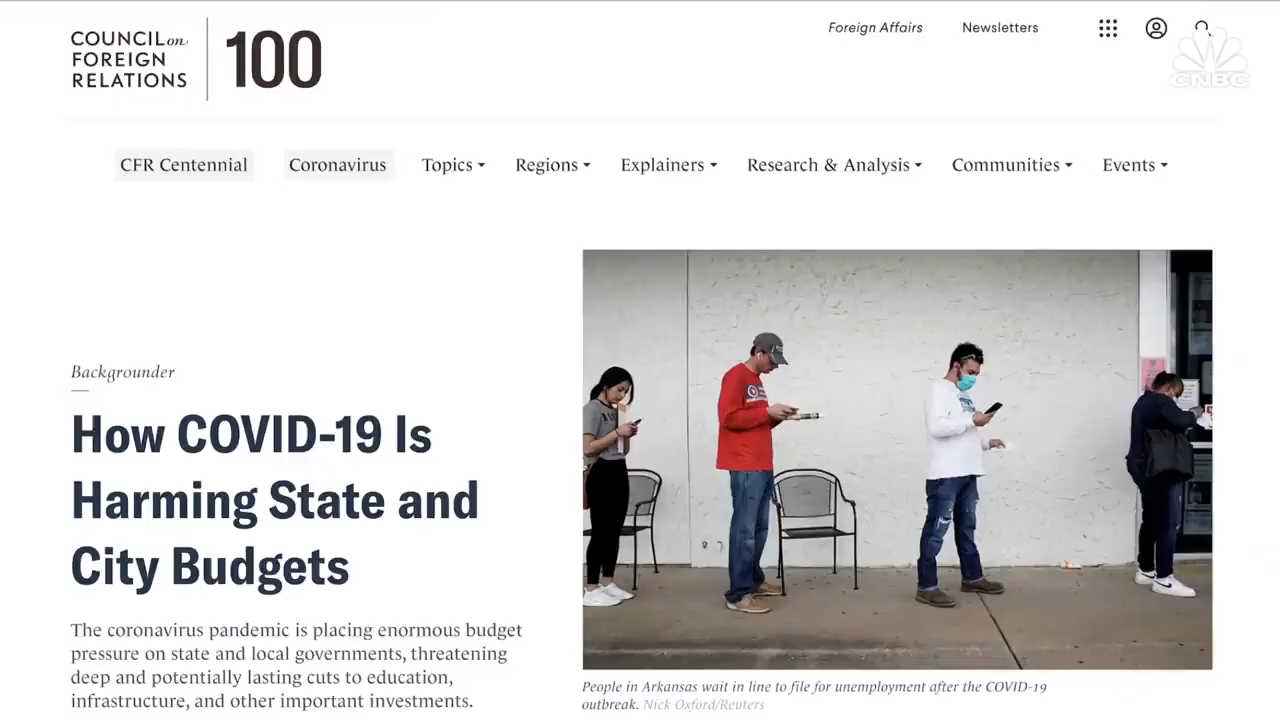 COUNCIL on
FOREIGN
RELATIONS
100
Foreign Affairs
Newsletters
CNBC
CFR Centennial
Coronavirus
Topics
Regions
Explainers
Research & Analysis
Communities
Events
Backgrounder
How COVID-19 Is
Harming State and
City Budgets
The coronavirus pandemic is placing enormous budget
pressure on state and local governments, threatening
deep and potentially lasting cuts to education,
infrastructure, and other important investments.
People in Arkansas wait in line to file for unemployment after the COVID-19
outbreak. Nick Oxford/Reuters